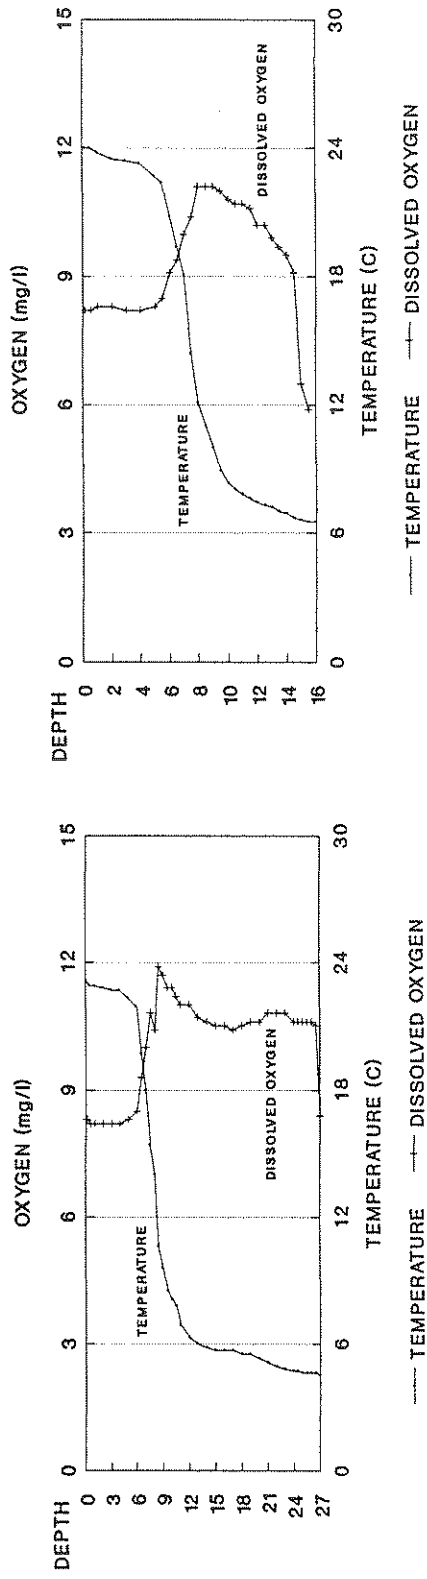 OXYGEN (mg/l)
0 3 6 9 12 15
DEPTH
0
3
6
9
12
15
18
21
24
27
TEMPERATURE
DISSOLVED OXYGEN
0 6 12 18 24 30
TEMPERATURE (C)
TEMPERATURE DISSOLVED OXYGEN
OXYGEN (mg/l)
0 3 6 9 12 15
DEPTH
0
2
4
6
8
10
12
14
16
TEMPERATURE
DISSOLVED OXYGEN
0 6 12 18 24 30
TEMPERATURE (C)
TEMPERATURE DISSOLVED OXYGEN